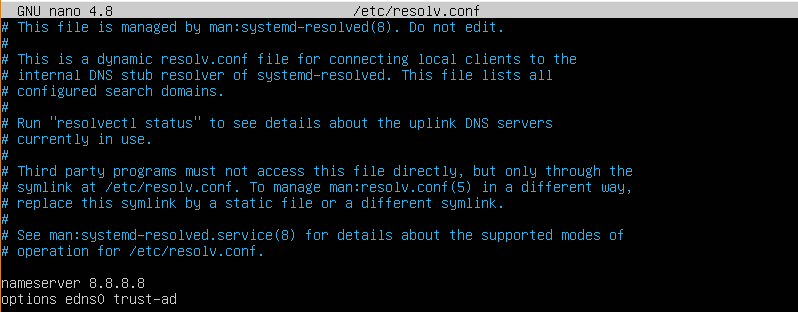 GNU nano 4.8 /etc/resolv.conf
# This file is managed by man:systemd-resolved(8). Do not edit.
#
# This is a dynamic resolv.conf file for connecting local clients to the
# internal DNS stub resolver of systemd-resolved. This file lists all
# configured search domains.
#
# Run "resolvectl status" to see details about the uplink DNS servers
# currently in use.
#
# Third party programs must not access this file directly, but only through the
# symlink at /etc/resolv.conf. To manage man:resolv.conf(5) in a different way,
# replace this symlink by a static file or a different symlink.
#
# See man:systemd-resolved.service(8) for details about the supported modes of
# operation for /etc/resolv.conf.
nameserver 8.8.8.8
options edns0 trust-ad